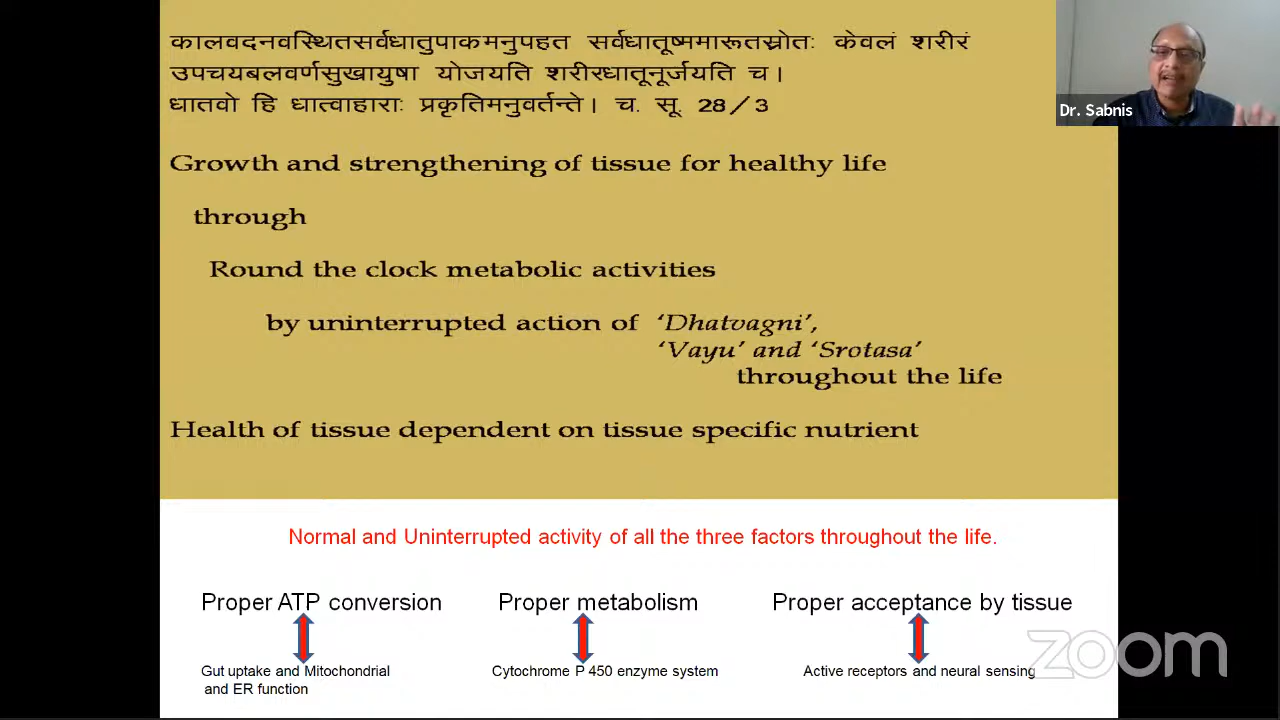 कालवदनवस्थितसर्वधातुपाकमनुपहत सर्वधातूष्ममारूतस्रोतः केवलं शरीरं
उपचयबलवर्णसुखायुषा योजयति शरीरधातूनूर्जयति च।
धातवो हि धात्वाहाराः प्रकृतिमनुवर्तन्ते। च. सू. 28/3
Dr. Sabnis
Growth and strengthening of tissue for healthy life
through
Round the clock metabolic activities
by uninterrupted action of ‘Dhatvagni’,
‘Vayu’ and ‘Srotasa’
throughout the life
Health of tissue dependent on tissue specific nutrient
Normal and Uninterrupted activity of all the three factors throughout the life.
Proper ATP conversion Proper metabolism Proper acceptance by tissue
Gut uptake and Mitochondrial Cytochrome P 450 enzyme system Active receptors and neural sensing
and ER function
zoom